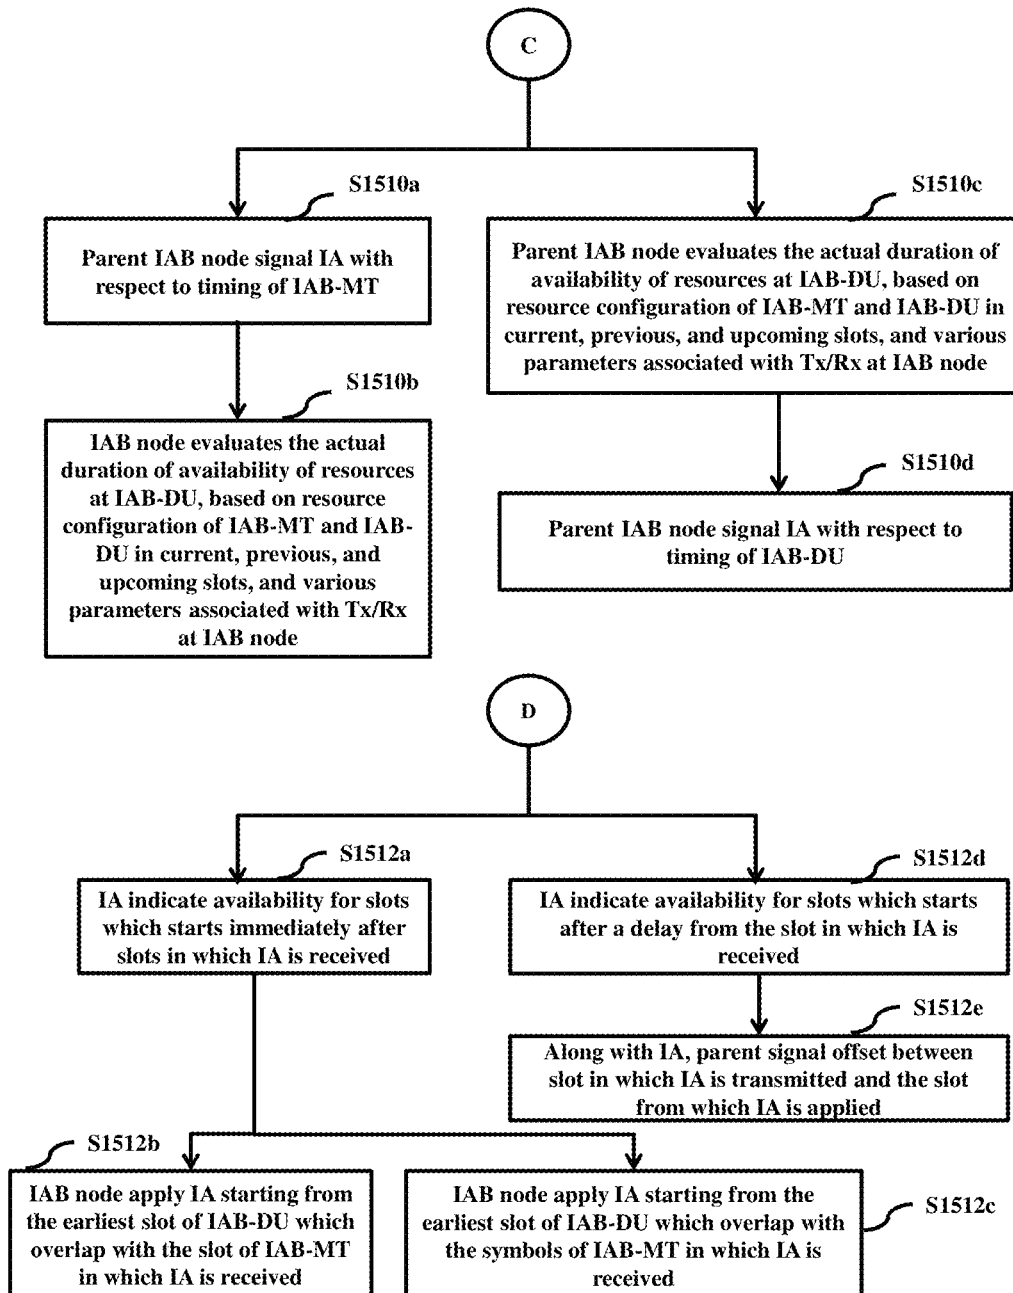 C
S1510a
Parent IAB node signal IA with
respect to timing of IAB-MT
S1510b
IAB node evaluates the actual
duration of availability of resources
at IAB-DU, based on resource
configuration of IAB-MT and IAB-
DU in current, previous, and
upcoming slots, and various
parameters associated with Tx/Rx
at IAB node
S1510c
Parent IAB node evaluates the actual duration of
availability of resources at IAB-DU, based on
resource configuration of IAB-MT and IAB-DU in
current, previous, and upcoming slots, and various
parameters associated with Tx/Rx at IAB node
S1510d
Parent IAB node signal IA with respect to
timing of IAB-DU
D
S1512a
IA indicate availability for slots
which starts immediately after
slots in which IA is received
S1512d
IA indicate availability for slots which starts
after a delay from the slot in which IA is
received
S1512e
Along with IA, parent signal offset between
slot in which IA is transmitted and the slot
from which IA is applied
S1512b
IAB node apply IA starting from
the earliest slot of IAB-DU which
overlap with the slot of IAB-MT
in which IA is received
S1512c
IAB node apply IA starting from the
earliest slot of IAB-DU which overlap with
the symbols of IAB-MT in which IA is
received